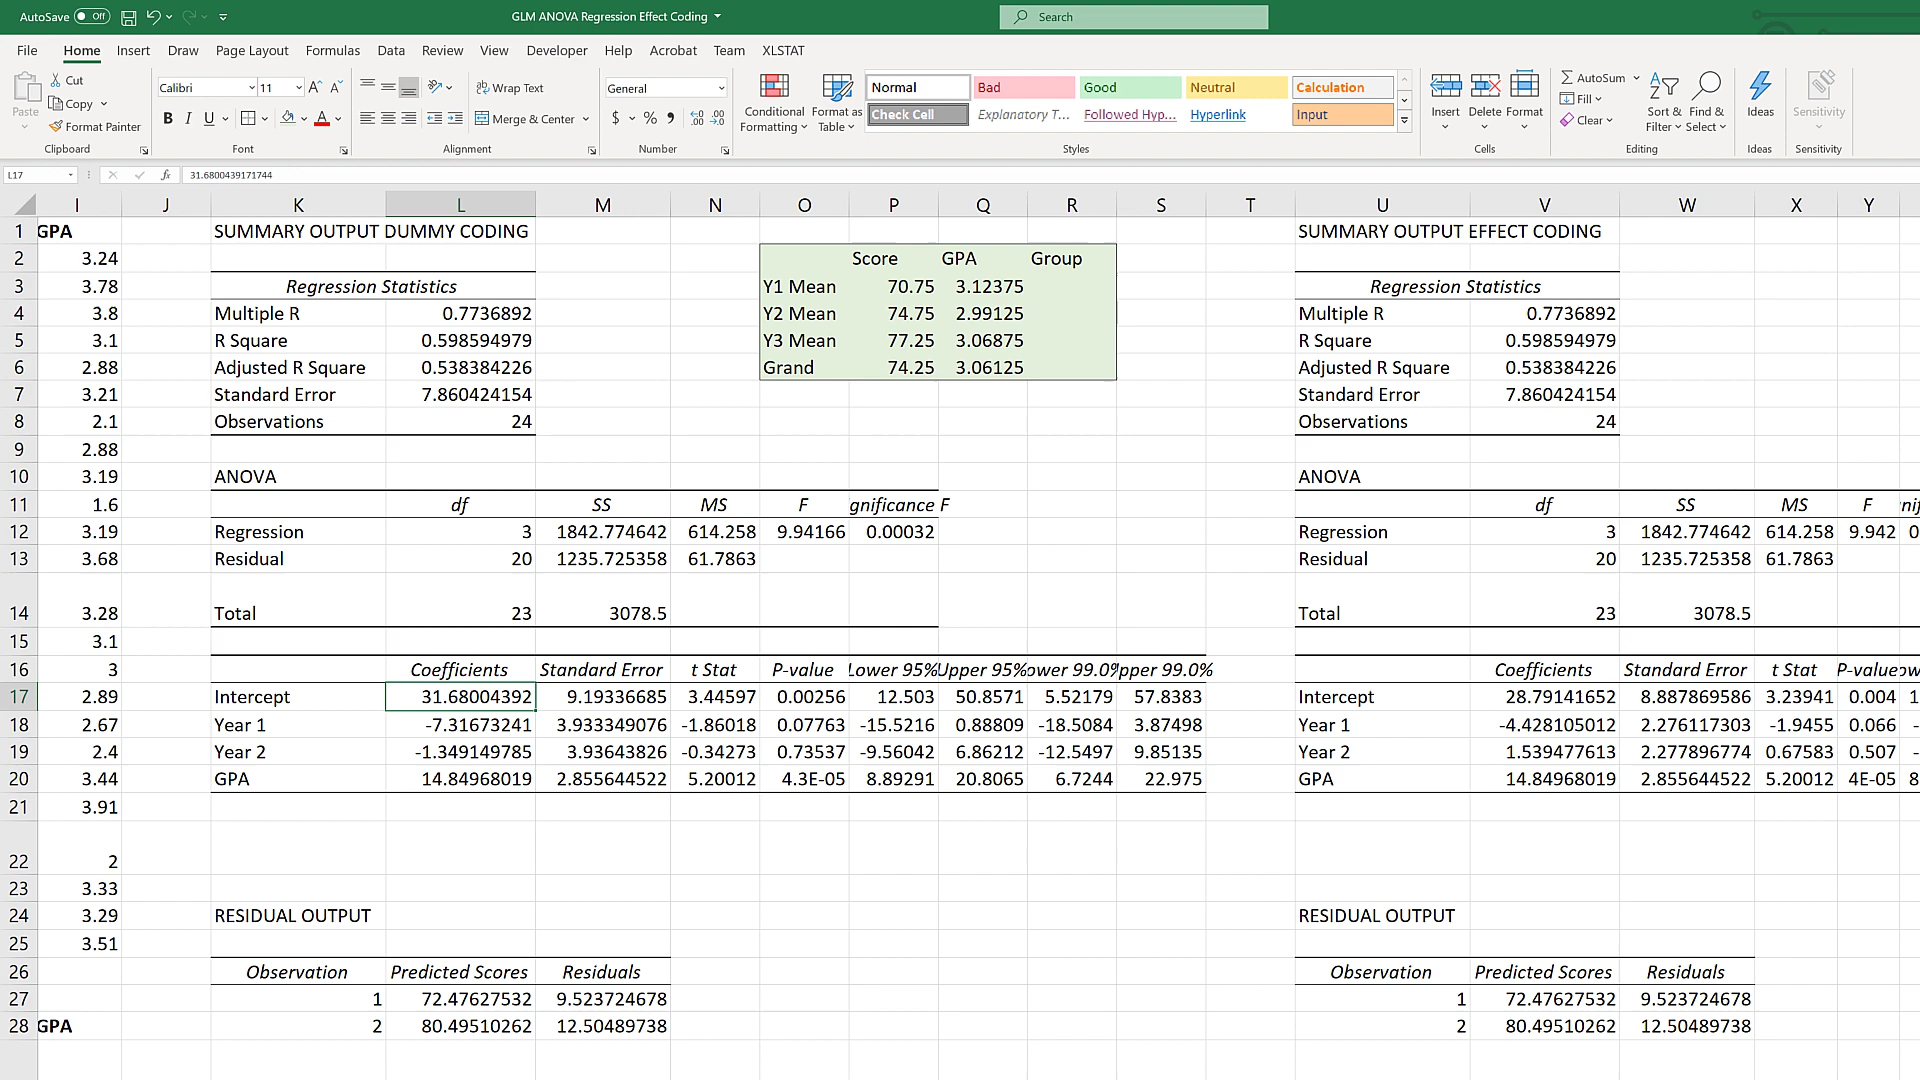 AutoSave Off GLM ANOVA Regression Effect Coding Search
File Home Insert Draw Page Layout Formulas Data Review View Developer Help Acrobat Team XLSTAT
Paste Cut Copy Format Painter Clipboard
Calibri 11 B I U A Font
Wrap Text Merge & Center Alignment
General $ % Number
Conditional Formatting Format as Table
Normal Bad Good Neutral Calculation
Check Cell Explanatory T... Followed Hyp... Hyperlink Input
Styles
Insert Delete Format Cells
AutoSum Fill Clear Sort & Filter Find & Select Editing
Ideas Ideas
Sensitivity Sensitivity
L17 fx 31.6800439171744
I J K L M N O P Q R S T U V W X Y
1 GPA SUMMARY OUTPUT DUMMY CODING SUMMARY OUTPUT EFFECT CODING
2 3.24 Score GPA Group
3 3.78 Regression Statistics Y1 Mean 70.75 3.12375 Regression Statistics
4 3.8 Multiple R 0.7736892 Y2 Mean 74.75 2.99125 Multiple R 0.7736892
5 3.1 R Square 0.598594979 Y3 Mean 77.25 3.06875 R Square 0.598594979
6 2.88 Adjusted R Square 0.538384226 Grand 74.25 3.06125 Adjusted R Square 0.538384226
7 3.21 Standard Error 7.860424154 Standard Error 7.860424154
8 2.1 Observations 24 Observations 24
9 2.88
10 3.19 ANOVA ANOVA
11 1.6 df SS MS F gnificance F df SS MS F
12 3.19 Regression 3 1842.774642 614.258 9.94166 0.00032 Regression 3 1842.774642 614.258 9.942 0
13 3.68 Residual 20 1235.725358 61.7863 Residual 20 1235.725358 61.7863
14 3.28 Total 23 3078.5 Total 23 3078.5
15 3.1
16 3 Coefficients Standard Error t Stat P-value Lower 95% Upper 95% ower 99.0% pper 99.0% Coefficients Standard Error t Stat P-value
17 2.89 Intercept 31.68004392 9.19336685 3.44597 0.00256 12.503 50.8571 5.52179 57.8383 Intercept 28.79141652 8.887869586 3.23941 0.004 1
18 2.67 Year 1 -7.31673241 3.933349076 -1.86018 0.07763 -15.5216 0.88809 -18.5084 3.87498 Year 1 -4.428105012 2.276117303 -1.9455 0.066 -
19 2.4 Year 2 -1.349149785 3.93643826 -0.34273 0.73537 -9.56042 6.86212 -12.5497 9.85135 Year 2 1.539477613 2.277896774 0.67583 0.507 -
20 3.44 GPA 14.84968019 2.855644522 5.20012 4.3E-05 8.89291 20.8065 6.7244 22.975 GPA 14.84968019 2.855644522 5.20012 4E-05 8
21 3.91
22 2
23 3.33
24 3.29 RESIDUAL OUTPUT RESIDUAL OUTPUT
25 3.51
26 Observation Predicted Scores Residuals Observation Predicted Scores Residuals
27 1 72.47627532 9.523724678 1 72.47627532 9.523724678
28 GPA 2 80.49510262 12.50489738 2 80.49510262 12.50489738